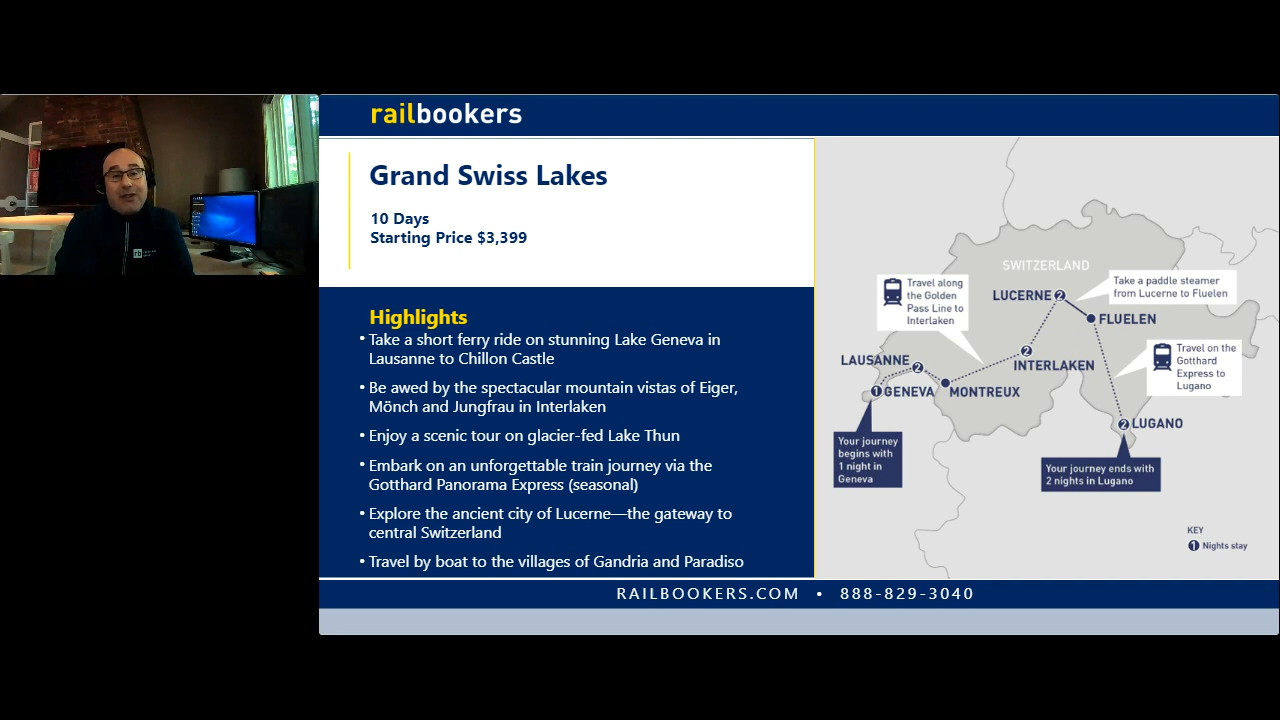 railbookers
Grand Swiss Lakes
10 Days
Starting Price $3,399
Highlights
• Take a short ferry ride on stunning Lake Geneva in
Lausanne to Chillon Castle
• Be awed by the spectacular mountain vistas of Eiger,
Mönch and Jungfrau in Interlaken
• Enjoy a scenic tour on glacier-fed Lake Thun
• Embark on an unforgettable train journey via the
Gotthard Panorama Express (seasonal)
• Explore the ancient city of Lucerne—the gateway to
central Switzerland
• Travel by boat to the villages of Gandria and Paradiso
SWITZERLAND
Travel along
the Golden
Pass Line to
Interlaken
LUCERNE 2
Take a paddle steamer
from Lucerne to Fluelen
FLUELEN
2
INTERLAKEN
Travel on the
Gotthard
Express to
Lugano
LAUSANNE 2
1 GENEVA
MONTREUX
2 LUGANO
Your journey
begins with
1 night in
Geneva
Your journey ends with
2 nights in Lugano
KEY
1 Nights stay
RAILBOOKERS.COM • 888-829-3040